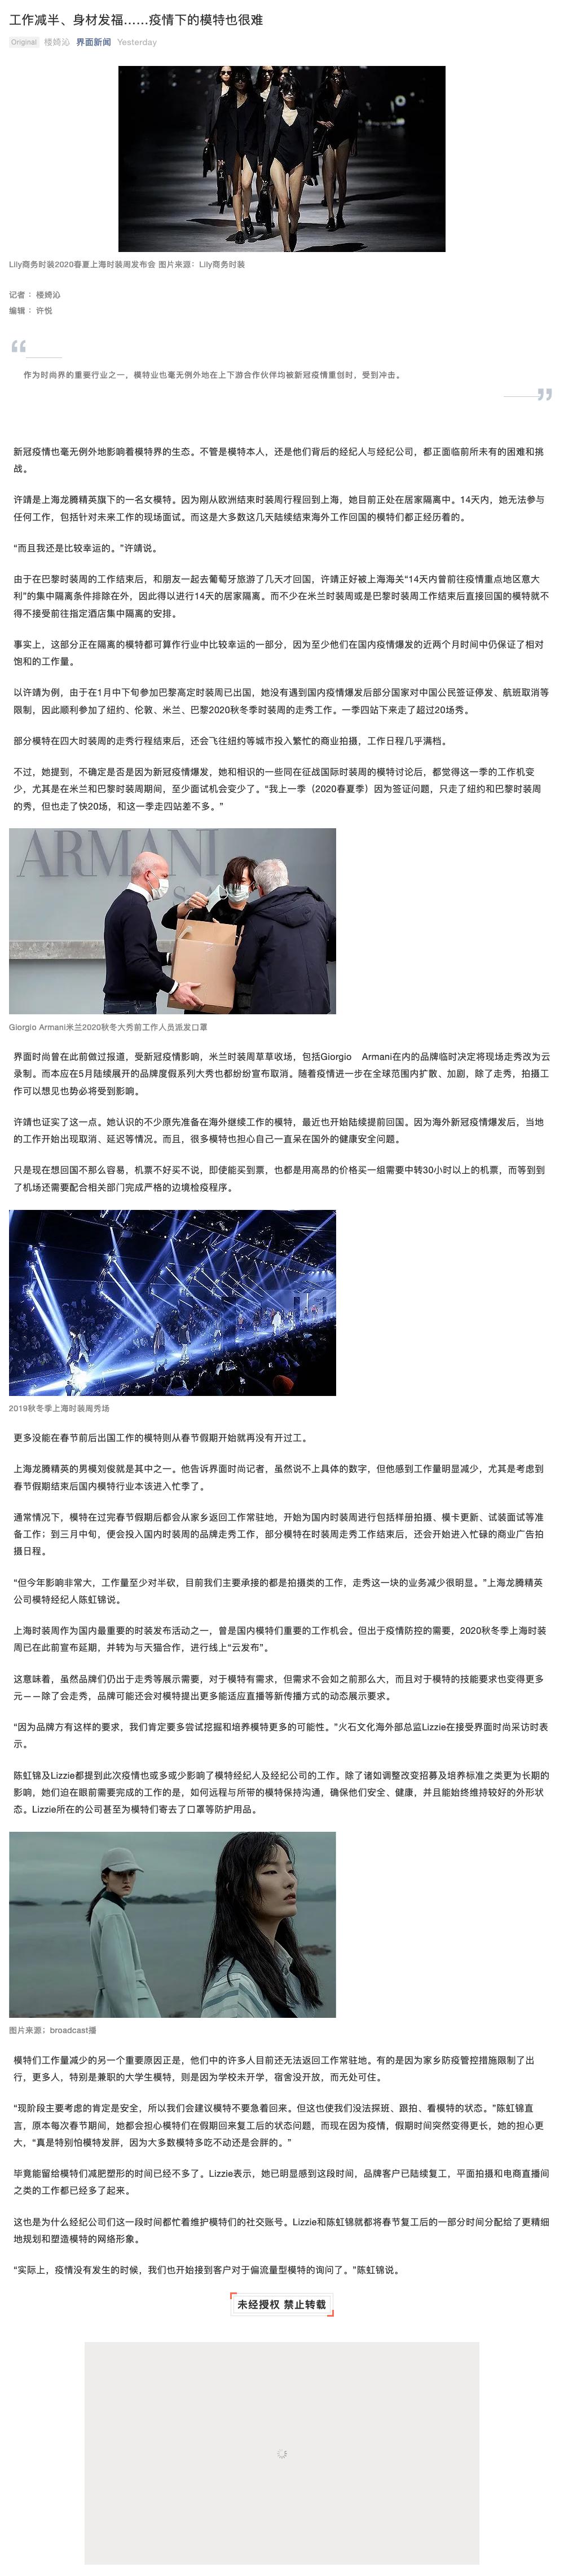 工作减半、身材发福……疫情下的模特也很难
Original 楼婍沁 界面新闻 Yesterday
Lily商务时装2020春夏上海时装周发布会 图片来源：Lily商务时装
记者 ：楼婍沁
编辑 ：许悦
“
作为时尚界的重要行业之一，模特业也毫无例外地在上下游合作伙伴均被新冠疫情重创时，受到冲击。
”
新冠疫情也毫无例外地影响着模特界的生态。不管是模特本人，还是他们背后的经纪人与经纪公司，都正面临前所未有的困难和挑
战。
许靖是上海龙腾精英旗下的一名女模特。因为刚从欧洲结束时装周行程回到上海，她目前正处在居家隔离中。14天内，她无法参与
任何工作，包括针对未来工作的现场面试。而这是大多数这几天陆续结束海外工作回国的模特们都正经历着的。
“而且我还是比较幸运的。”许靖说。
由于在巴黎时装周的工作结束后，和朋友一起去葡萄牙旅游了几天才回国，许靖正好被上海海关“14天内曾前往疫情重点地区意大
利”的集中隔离条件排除在外，因此得以进行14天的居家隔离。而不少在米兰时装周或是巴黎时装周工作结束后直接回国的模特就不
得不接受前往指定酒店集中隔离的安排。
事实上，这部分正在隔离的模特都可算作行业中比较幸运的一部分，因为至少他们在国内疫情爆发的近两个月时间中仍保证了相对
饱和的工作量。
以许靖为例，由于在1月中下旬参加巴黎高定时装周已出国，她没有遇到国内疫情爆发后部分国家对中国公民签证停发、航班取消等
限制，因此顺利参加了纽约、伦敦、米兰、巴黎2020秋冬季时装周的走秀工作。一季四站下来走了超过20场秀。
部分模特在四大时装周的走秀行程结束后，还会飞往纽约等城市投入繁忙的商业拍摄，工作日程几乎满档。
不过，她提到，不确定是否是因为新冠疫情爆发，她和相识的一些同在征战国际时装周的模特讨论后，都觉得这一季的工作机变
少，尤其是在米兰和巴黎时装周期间，至少面试机会变少了。“我上一季（2020春夏季）因为签证问题，只走了纽约和巴黎时装周
的秀，但也走了快20场，和这一季走四站差不多。”
ARMANI
Giorgio Armani米兰2020秋冬大秀前工作人员派发口罩
界面时尚曾在此前做过报道，受新冠疫情影响，米兰时装周草草收场，包括Giorgio Armani在内的品牌临时决定将现场走秀改为云
录制。而本应在5月陆续展开的品牌度假系列大秀也都纷纷宣布取消。随着疫情进一步在全球范围内扩散、加剧，除了走秀，拍摄工
作可以想见也势必将受到影响。
许靖也证实了这一点。她认识的不少原先准备在海外继续工作的模特，最近也开始陆续提前回国。因为海外新冠疫情爆发后，当地
的工作开始出现取消、延迟等情况。而且，很多模特也担心自己一直呆在国外的健康安全问题。
只是现在想回国不那么容易，机票不好买不说，即使能买到票，也都是用高昂的价格买一组需要中转30小时以上的机票，而等到到
了机场还需要配合相关部门完成严格的边境检疫程序。
2019秋冬季上海时装周秀场
更多没能在春节前后出国工作的模特则从春节假期开始就再没有开过工。
上海龙腾精英的男模刘俊就是其中之一。他告诉界面时尚记者，虽然说不上具体的数字，但他感到工作量明显减少，尤其是考虑到
春节假期结束后国内模特行业本该进入忙季了。
通常情况下，模特在过完春节假期后都会从家乡返回工作常驻地，开始为国内时装周进行包括样册拍摄、模卡更新、试装面试等准
备工作；到三月中旬，便会投入国内时装周的品牌走秀工作，部分模特在时装周走秀工作结束后，还会开始进入忙碌的商业广告拍
摄日程。
“但今年影响非常大，工作量至少对半砍，目前我们主要承接的都是拍摄类的工作，走秀这一块的业务减少很明显。”上海龙腾精英
公司模特经纪人陈虹锦说。
上海时装周作为国内最重要的时装发布活动之一，曾是国内模特们重要的工作机会。但出于疫情防控的需要，2020秋冬季上海时装
周已在此前宣布延期，并转为与天猫合作，进行线上“云发布”。
这意味着，虽然品牌们仍出于走秀等展示需要，对于模特有需求，但需求不会如之前那么大，而且对于模特的技能要求也变得更多
元——除了会走秀，品牌可能还会对模特提出更多能适应直播等新传播方式的动态展示要求。
“因为品牌方有这样的要求，我们肯定要多尝试挖掘和培养模特更多的可能性。”火石文化海外部总监Lizzie在接受界面时尚采访时表
示。
陈虹锦及Lizzie都提到此次疫情也或多或少影响了模特经纪人及经纪公司的工作。除了诸如调整改变招募及培养标准之类更为长期的
影响，她们迫在眼前需要完成的工作的是，如何远程与所带的模特保持沟通，确保他们安全、健康，并且能始终维持较好的外形状
态。Lizzie所在的公司甚至为模特们寄去了口罩等防护用品。
图片来源；broadcast播
模特们工作量减少的另一个重要原因正是，他们中的许多人目前还无法返回工作常驻地。有的是因为家乡防疫管控措施限制了出
行，更多人，特别是兼职的大学生模特，则是因为学校未开学，宿舍没开放，而无处可住。
“现阶段主要考虑的肯定是安全，所以我们会建议模特不要急着回来。但这也使我们没法探班、跟拍、看模特的状态。”陈虹锦直
言，原本每次春节期间，她都会担心模特们在假期回来复工后的状态问题，而现在因为疫情，假期时间突然变得更长，她的担心更
大，“真是特别怕模特发胖，因为大多数模特多吃不动还是会胖的。”
毕竟能留给模特们减肥塑形的时间已经不多了。Lizzie表示，她已明显感到这段时间，品牌客户已陆续复工，平面拍摄和电商直播间
之类的工作都已经多了起来。
这也是为什么经纪公司们这一段时间都忙着维护模特们的社交账号。Lizzie和陈虹锦就都将春节复工后的一部分时间分配给了更精细
地规划和塑造模特的网络形象。
“实际上，疫情没有发生的时候，我们也开始接到客户对于偏流量型模特的询问了。”陈虹锦说。
未经授权 禁止转载